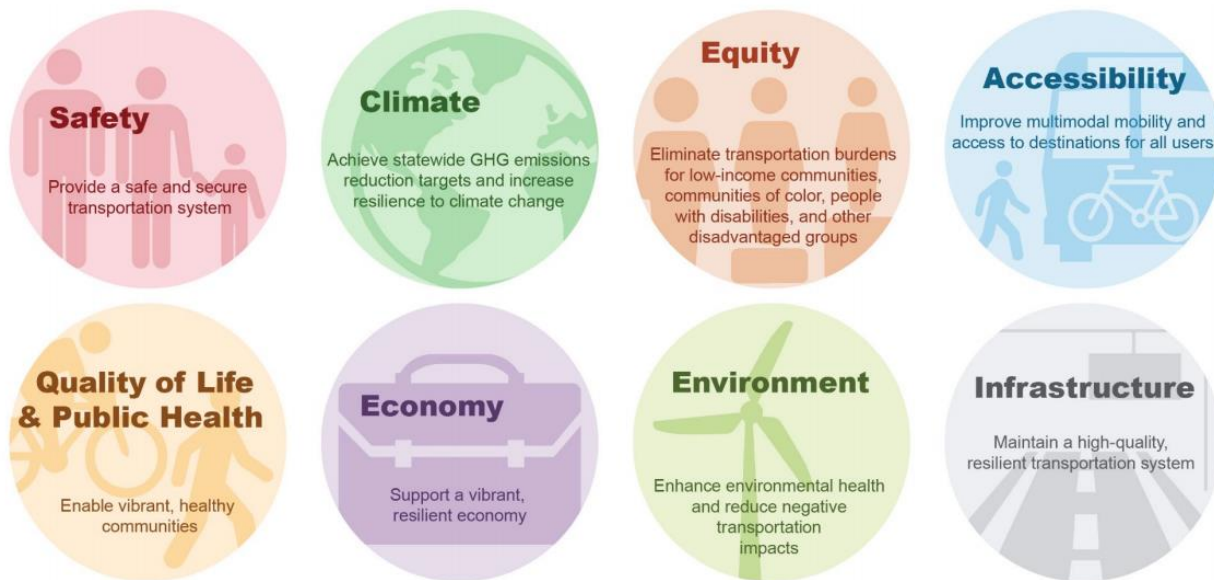 Safety
Provide a safe and secure
transportation system
Climate
Achieve statewide GHG emissions
reduction targets and increase
resilience to climate change
Equity
Eliminate transportation burdens
for low-income communities,
communities of color, people
with disabilities, and other
disadvantaged groups
Accessibility
Improve multimodal mobility and
access to destinations for all users
Quality of Life
& Public Health
Enable vibrant, healthy
communities
Economy
Support a vibrant,
resilient economy
Environment
Enhance environmental health
and reduce negative
transportation
impacts
Infrastructure
Maintain a high-quality,
resilient transportation system